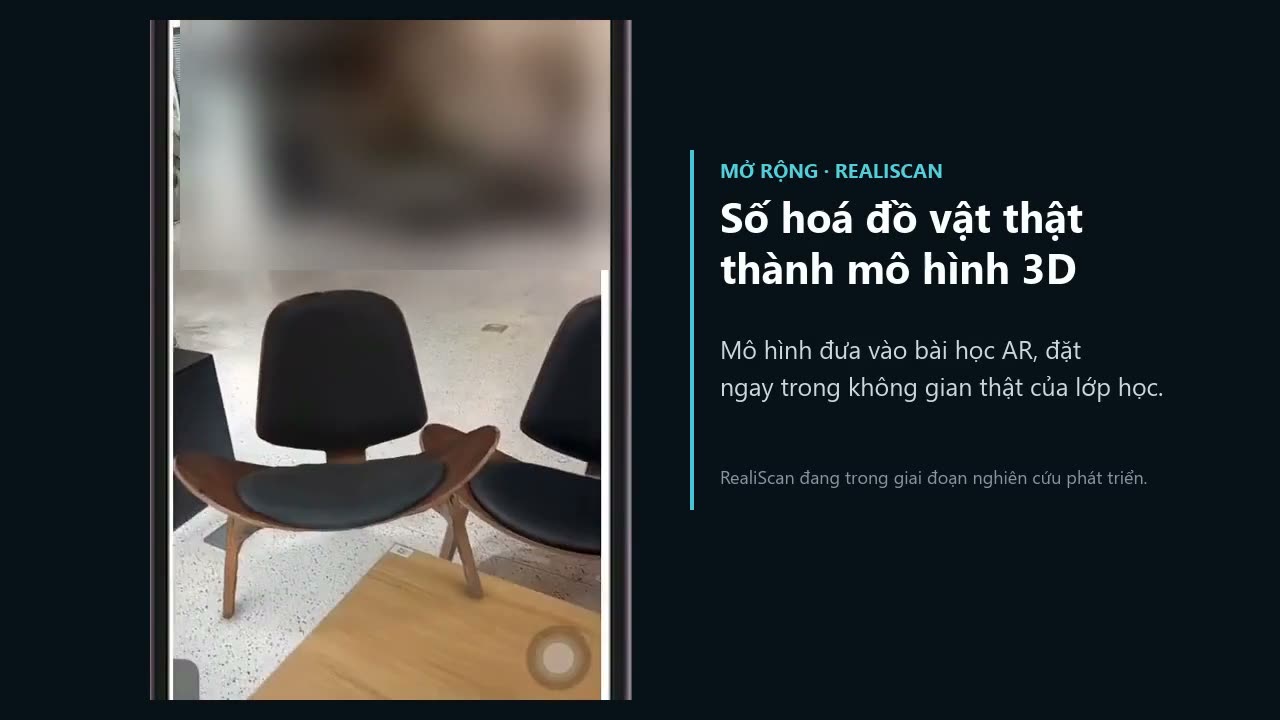 MỞ RỘNG · REALISCAN
Số hoá đồ vật thật
thành mô hình 3D
Mô hình đưa vào bài học AR, đặt
ngay trong không gian thật của lớp học.
RealiScan đang trong giai đoạn nghiên cứu phát triển.